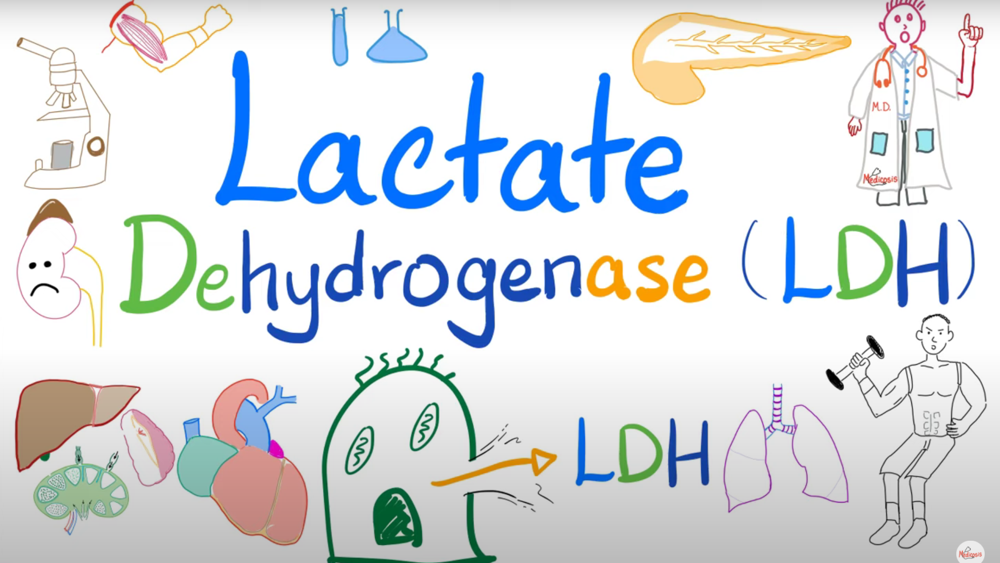 Lactate
Dehydrogenase (LDH)
M.D.
Medicosis
LDH
Medicosis